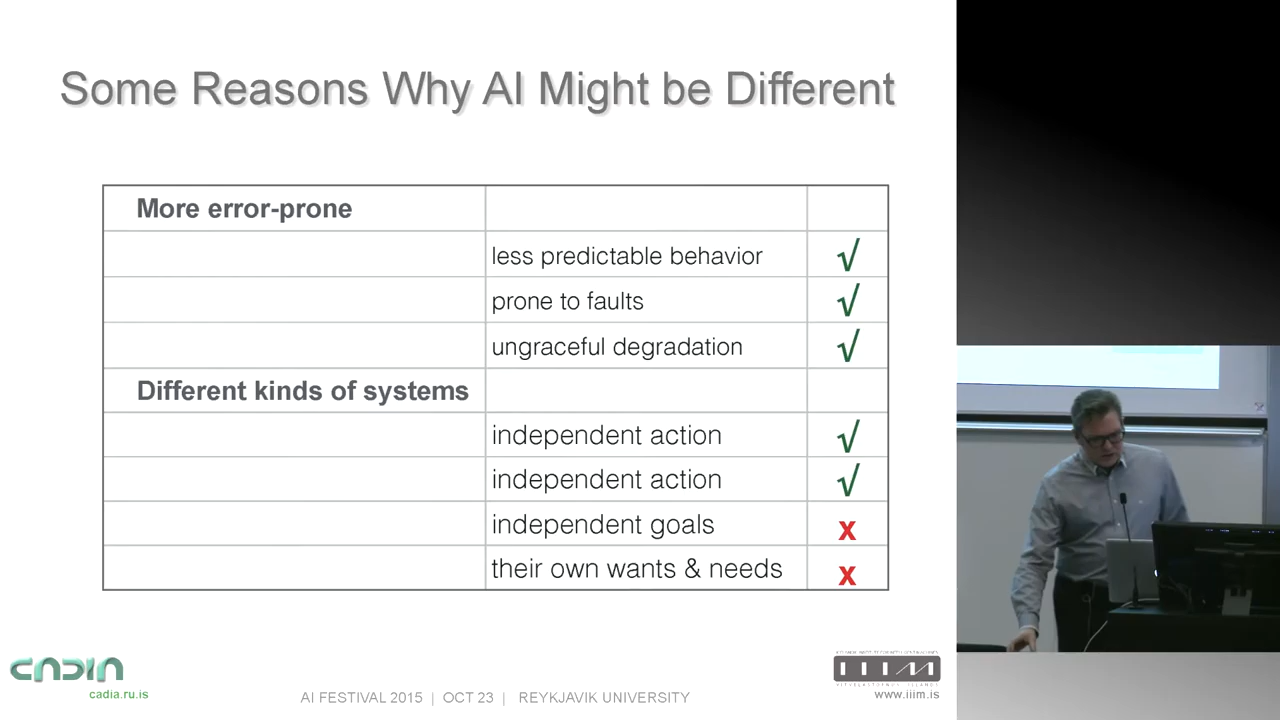 Some Reasons Why AI Might be Different
More error-prone
less predictable behavior √
prone to faults √
ungraceful degradation √
Different kinds of systems
independent action √
independent action √
independent goals x
their own wants & needs x
CADIA
cadia.ru.is
AI FESTIVAL 2015 | OCT 23 | REYKJAVIK UNIVERSITY
IIIM
www.iiim.is